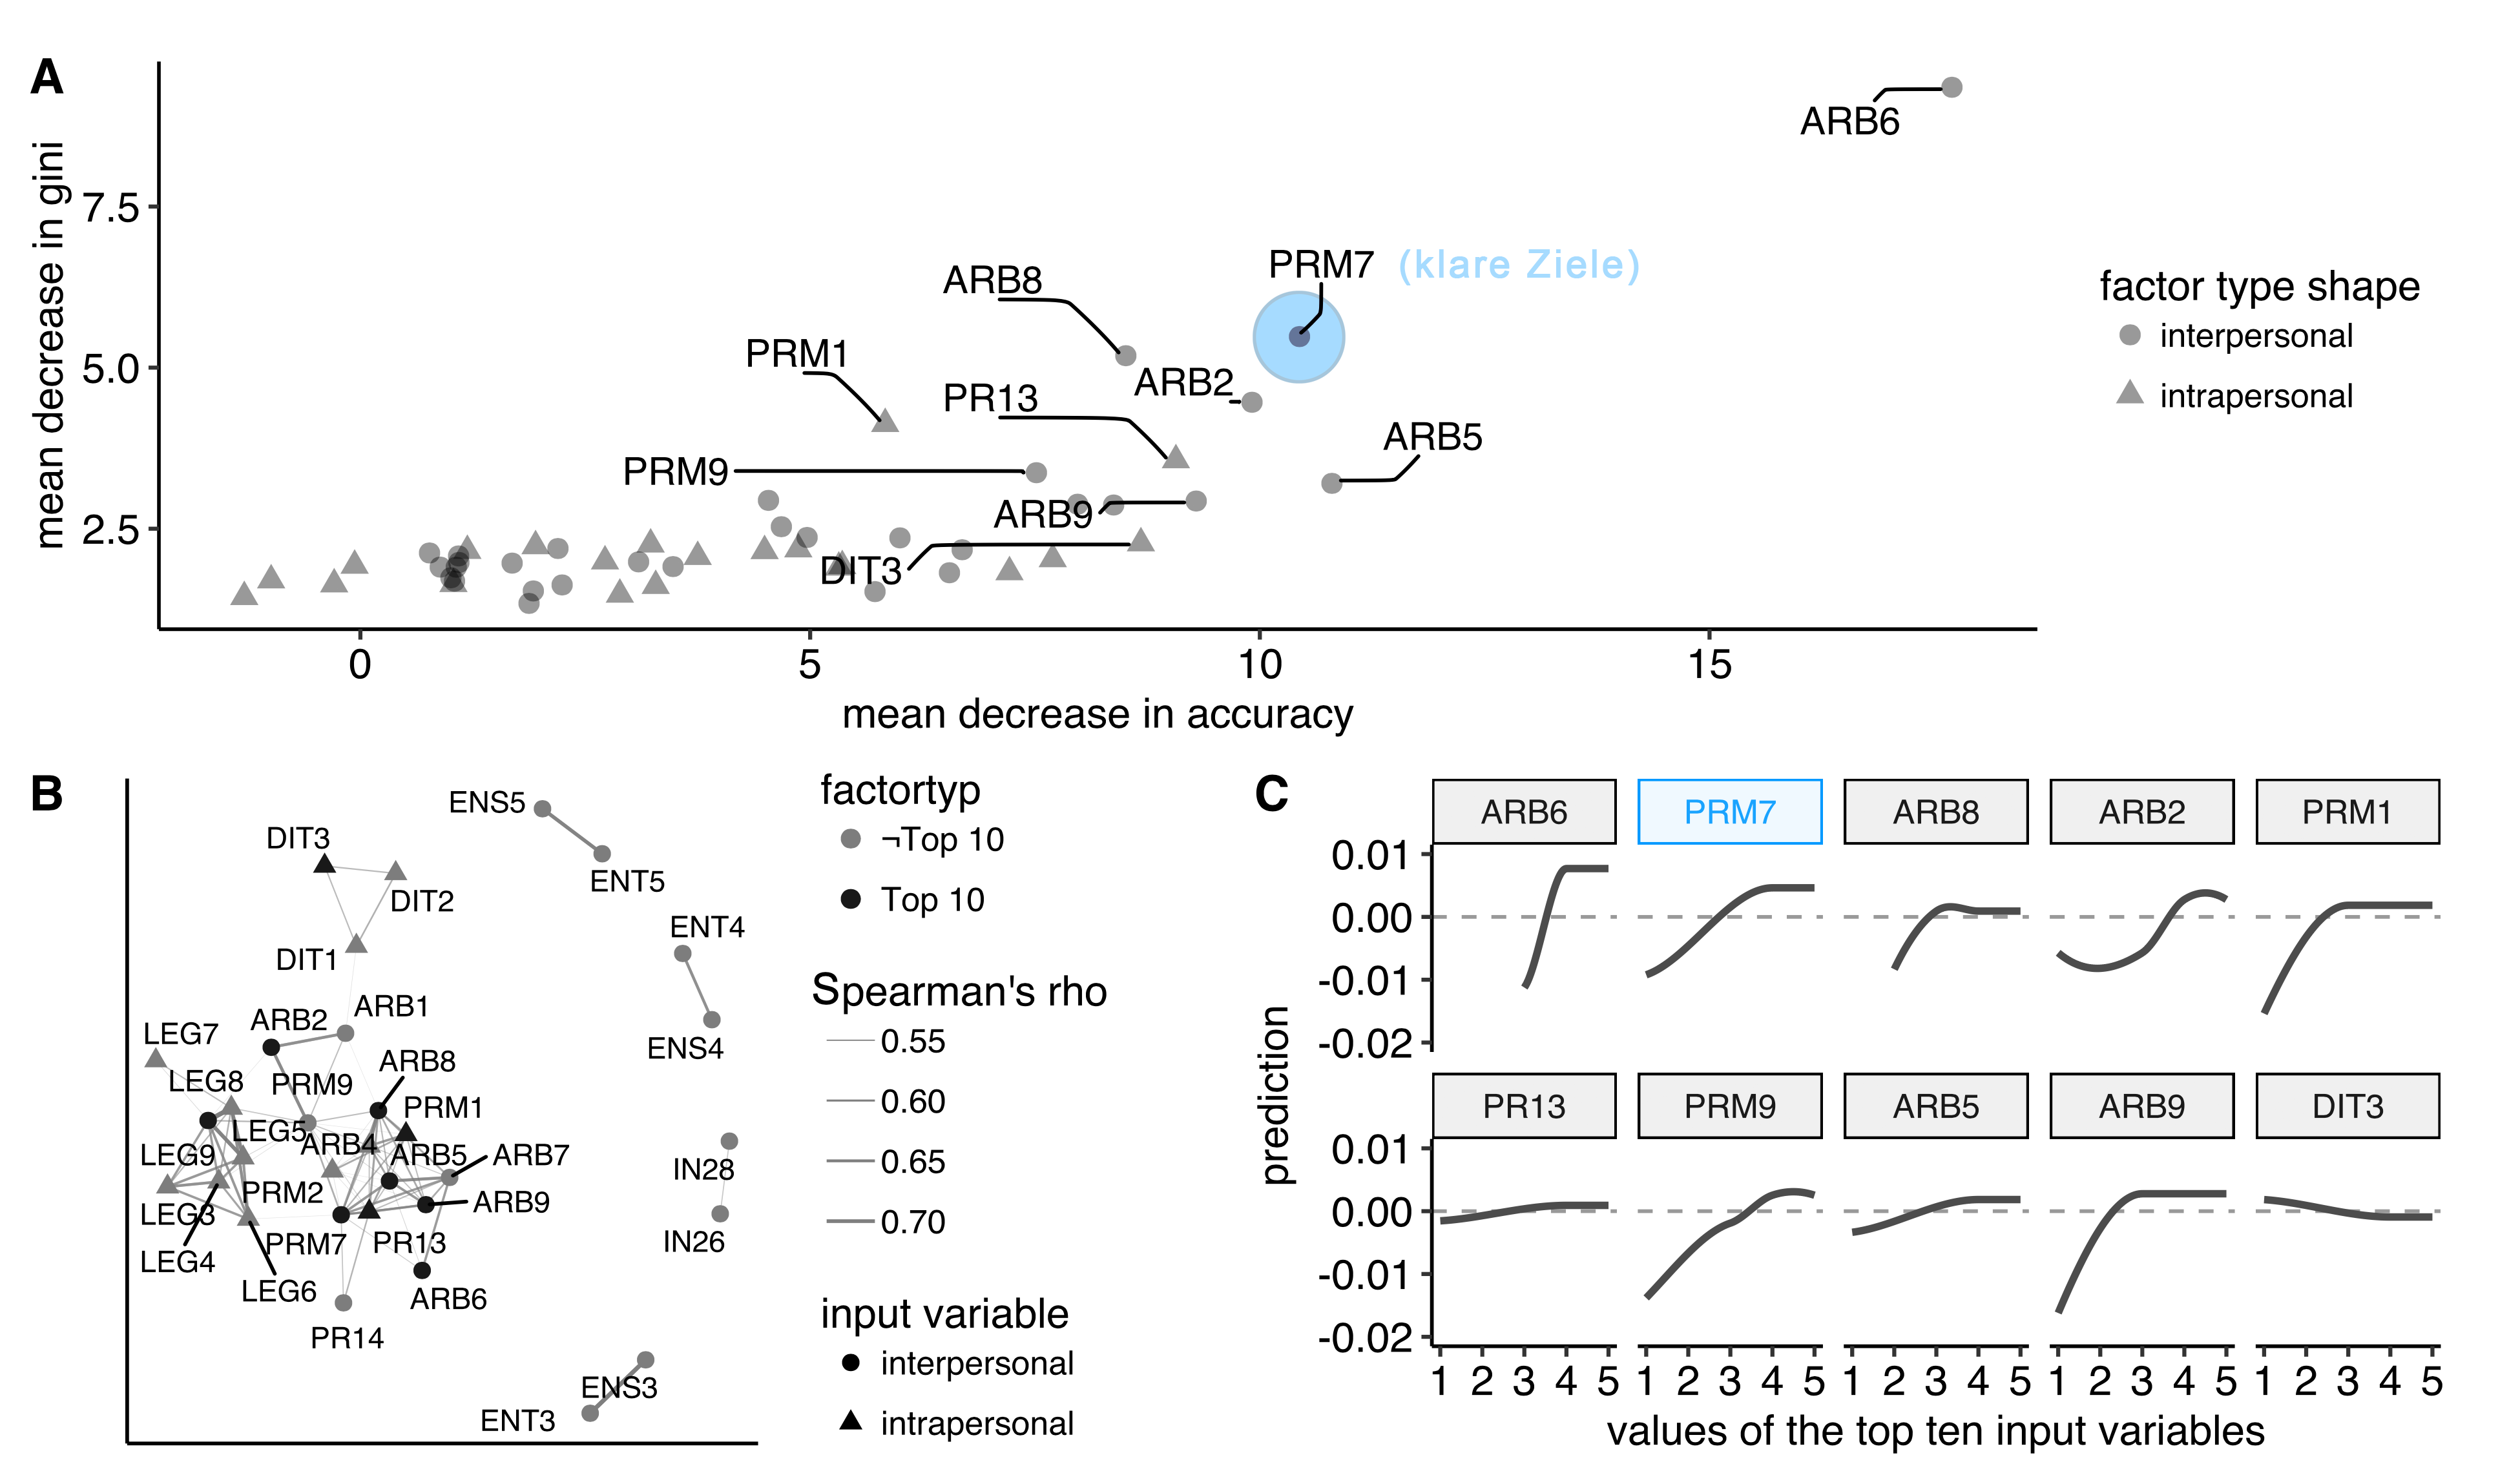 A
mean decrease in gini
7.5
5.0
2.5
ARB6
PRM7 (klare Ziele)
ARB8
PRM1
ARB2
PR13
ARB5
PRM9
ARB9
DIT3
0 5 10 15
mean decrease in accuracy
factor type shape
interpersonal
intrapersonal
B
ENS5
DIT3
ENT5
DIT2
ENT4
DIT1
ARB1
ARB2
LEG7
ENS4
ARB8
LEG8
PRM9
PRM1
LEG5
ARB4
LEG9
ARB5
ARB7
IN28
PRM2
ARB9
LEG3
IN26
PRM7
PR13
LEG4
LEG6
ARB6
PR14
ENS3
ENT3
factortyp
¬Top 10
Top 10
Spearman's rho
0.55
0.60
0.65
0.70
input variable
interpersonal
intrapersonal
C
prediction
ARB6 PRM7 ARB8 ARB2 PRM1
0.01
0.00
-0.01
-0.02
PR13 PRM9 ARB5 ARB9 DIT3
0.01
0.00
-0.01
-0.02
1 2 3 4 5 1 2 3 4 5 1 2 3 4 5 1 2 3 4 5 1 2 3 4 5
values of the top ten input variables